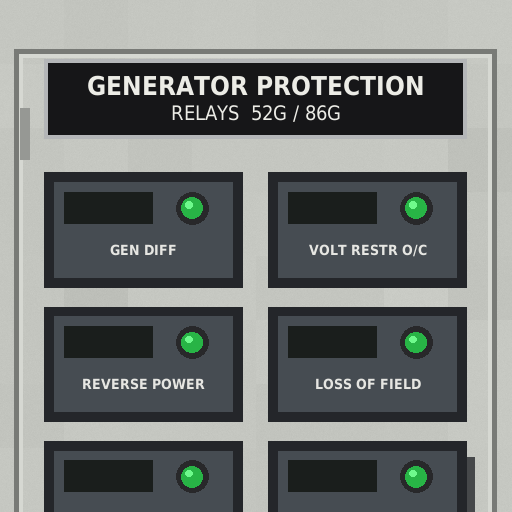 GENERATOR PROTECTION
RELAYS 52G / 86G
GEN DIFF
VOLT RESTR O/C
REVERSE POWER
LOSS OF FIELD